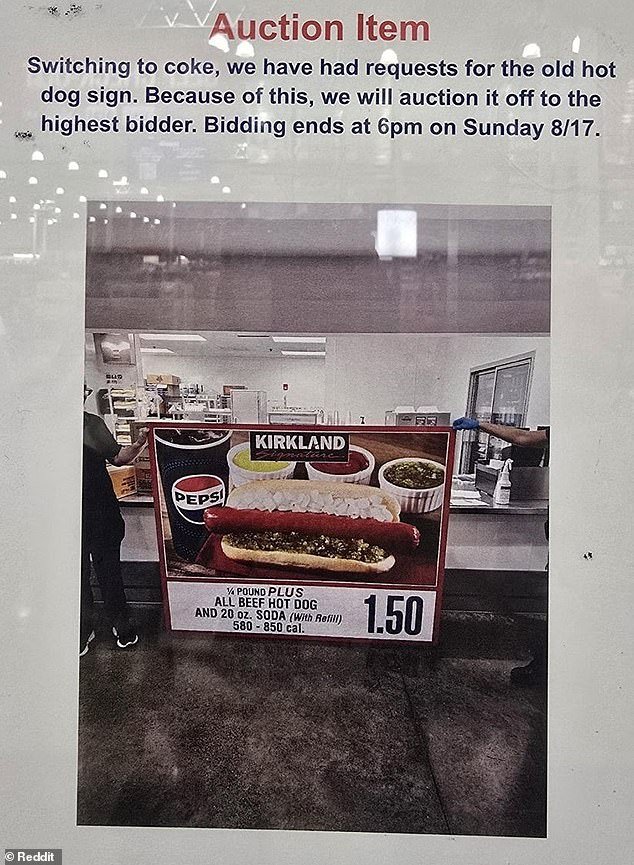 Auction Item
Switching to coke, we have had requests for the old hot
dog sign. Because of this, we will auction it off to the
highest bidder. Bidding ends at 6pm on Sunday 8/17.
KIRKLAND
Signature
PEPSI
¼ POUND PLUS
ALL BEEF HOT DOG
AND 20 oz. SODA (With Refill)
580 - 850 cal.
1.50
© Reddit